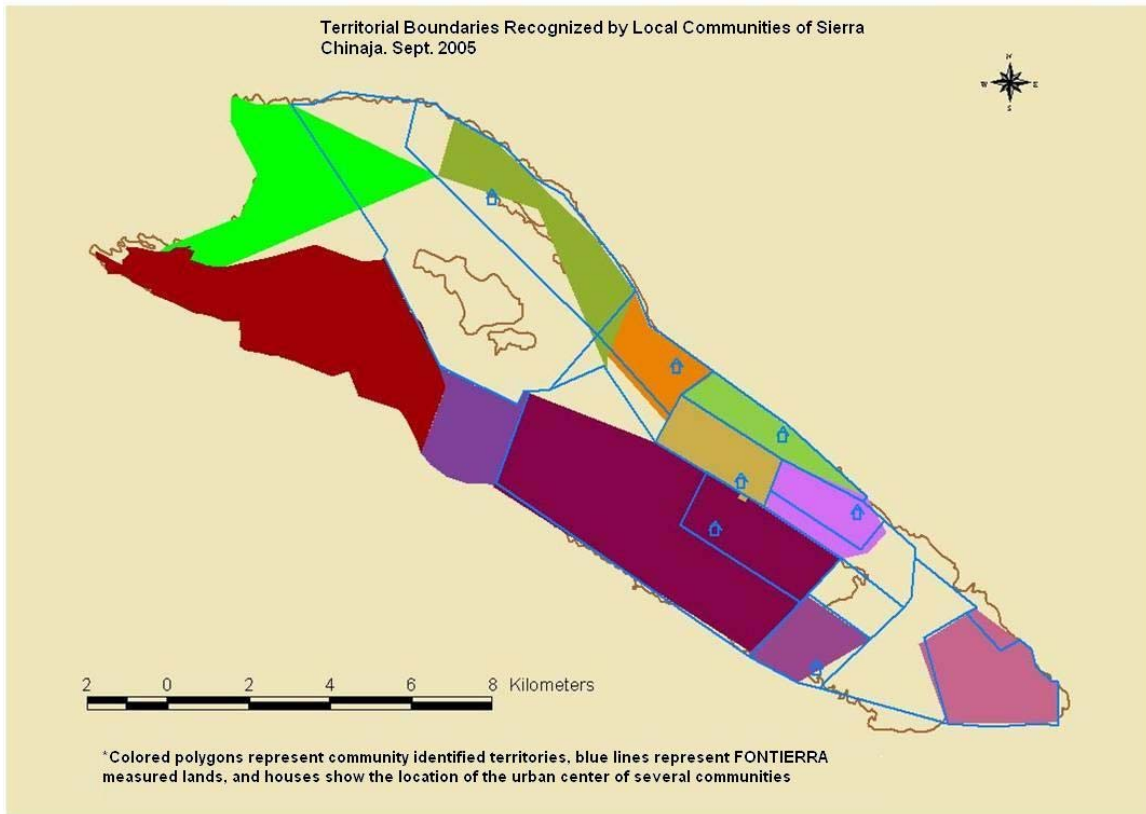 Territorial Boundaries Recognized by Local Communities of Sierra
Chinaja. Sept. 2005
N
W E
S
2 0 2 4 6 8 Kilometers
*Colored polygons represent community identified territories, blue lines represent FONTIERRA
measured lands, and houses show the location of the urban center of several communities